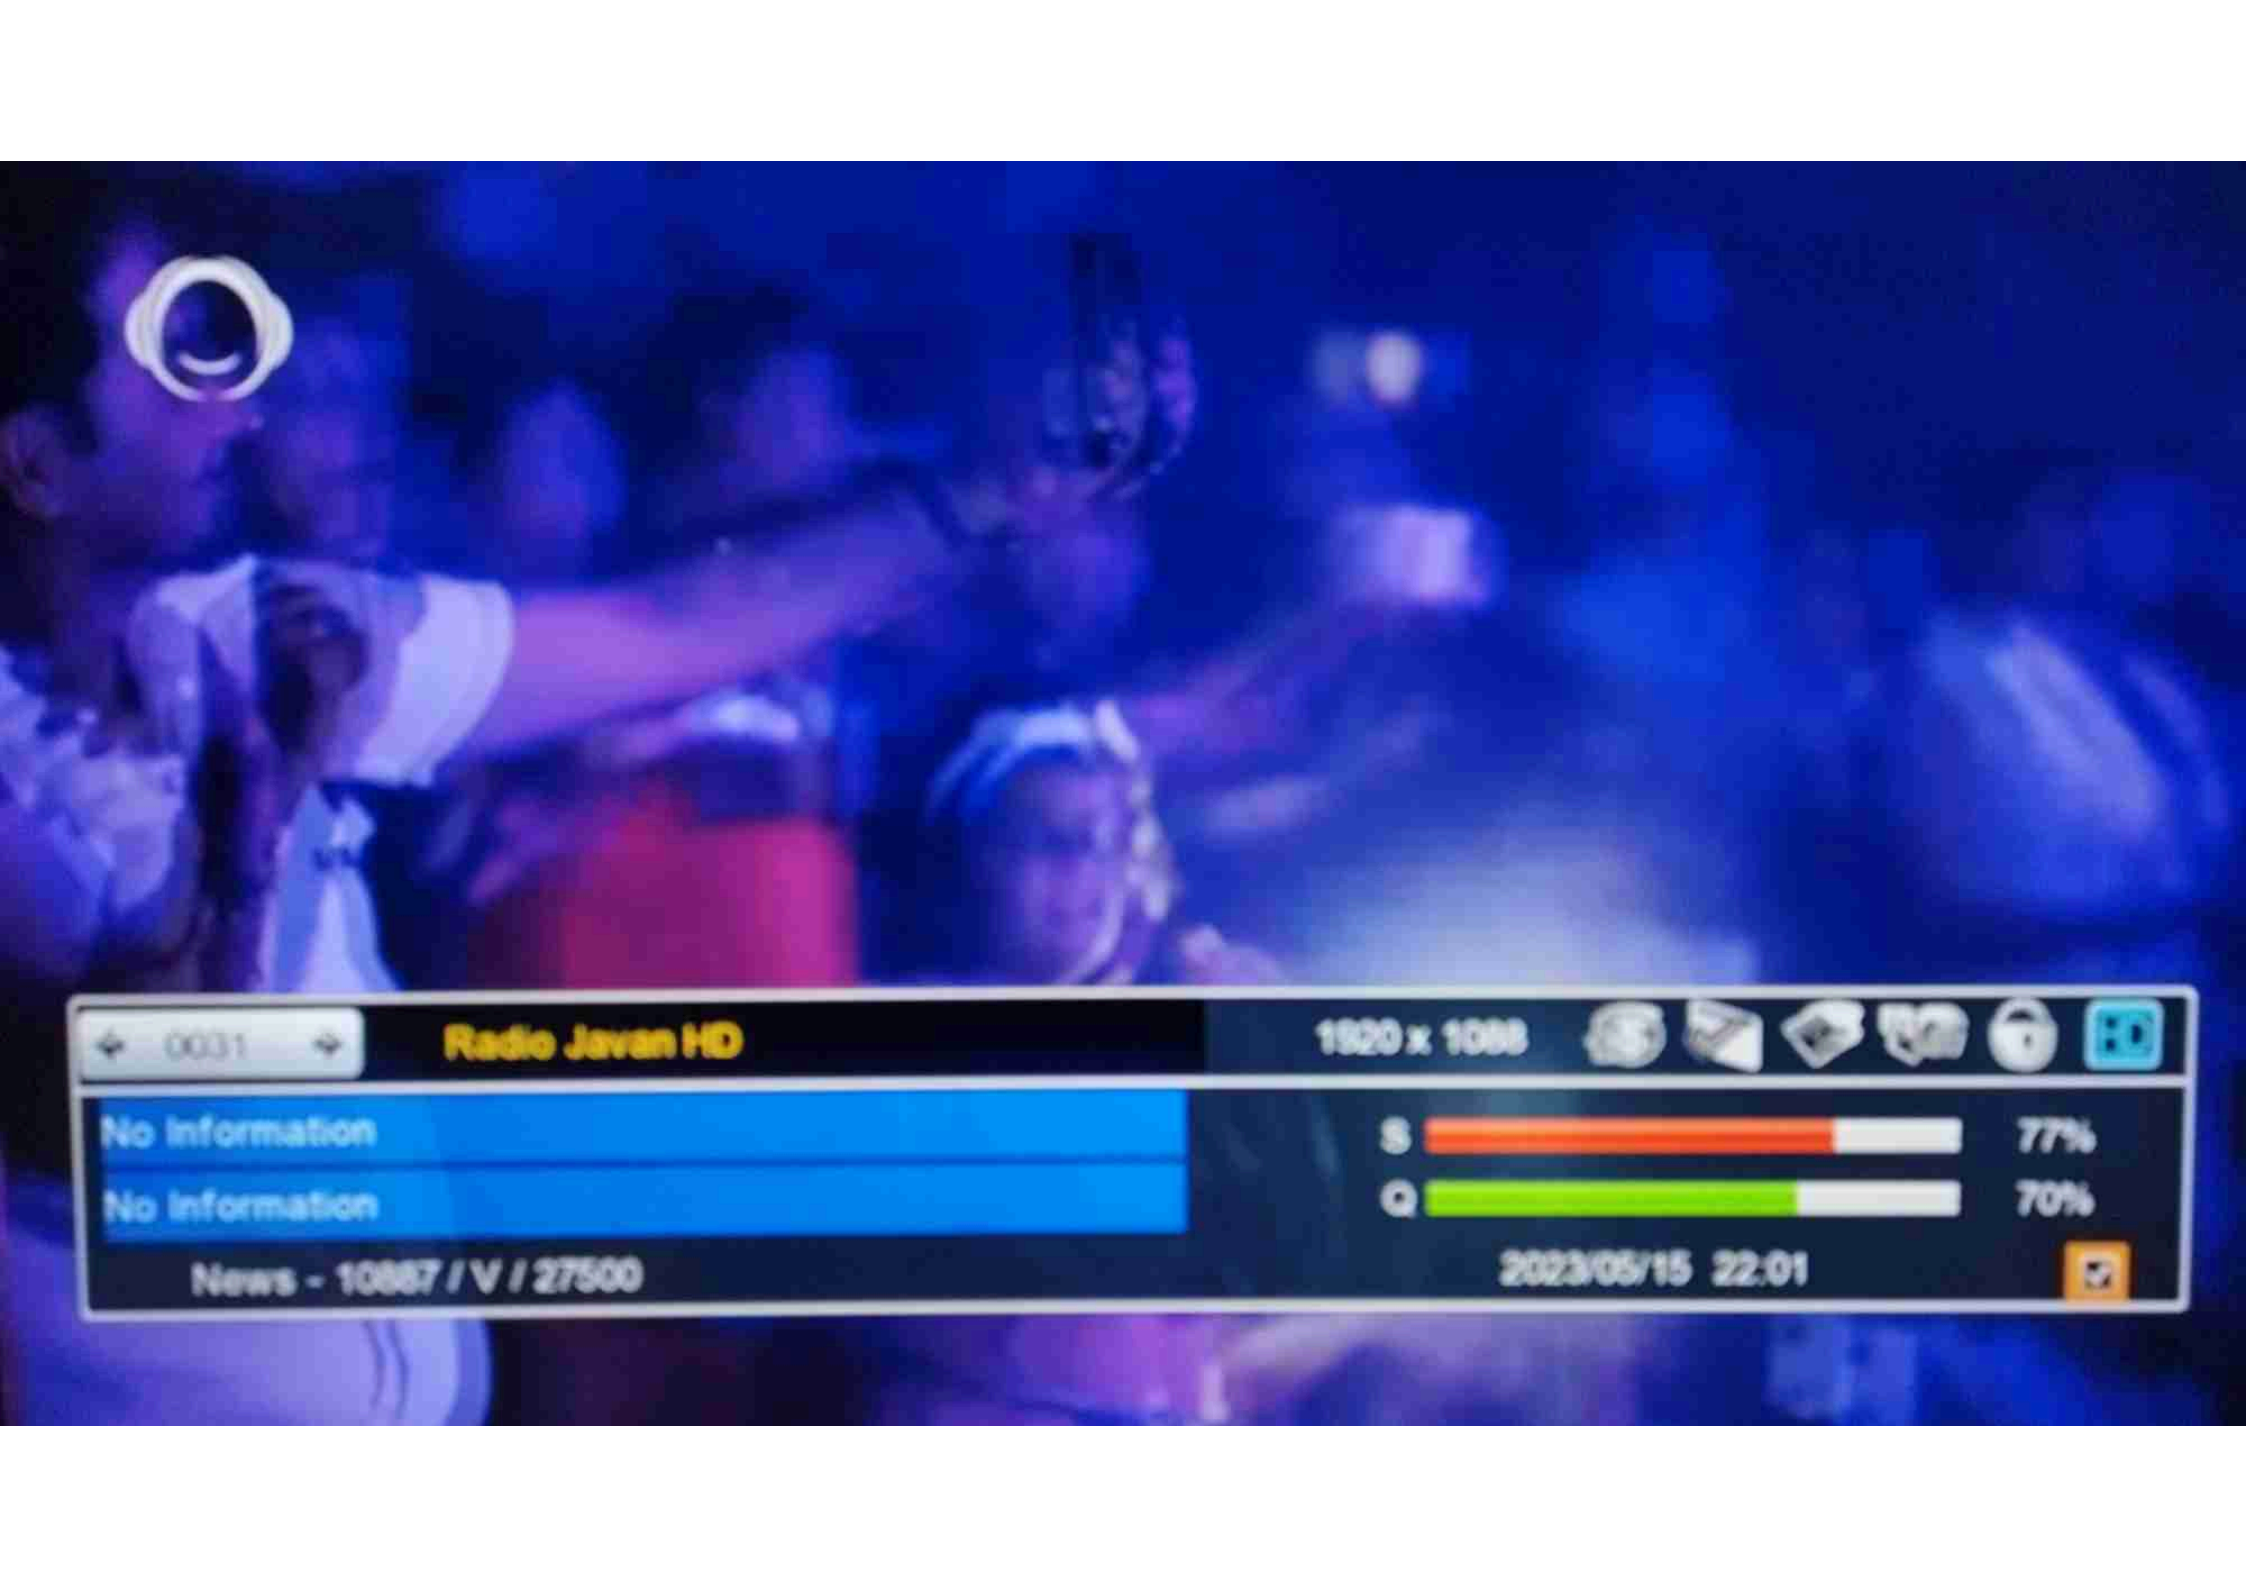 0031
Radio Javan HD
1920 x 1088
HD
No Information
No Information
S 77%
Q 70%
News - 10887 / V / 27500
2023/05/15 22:01